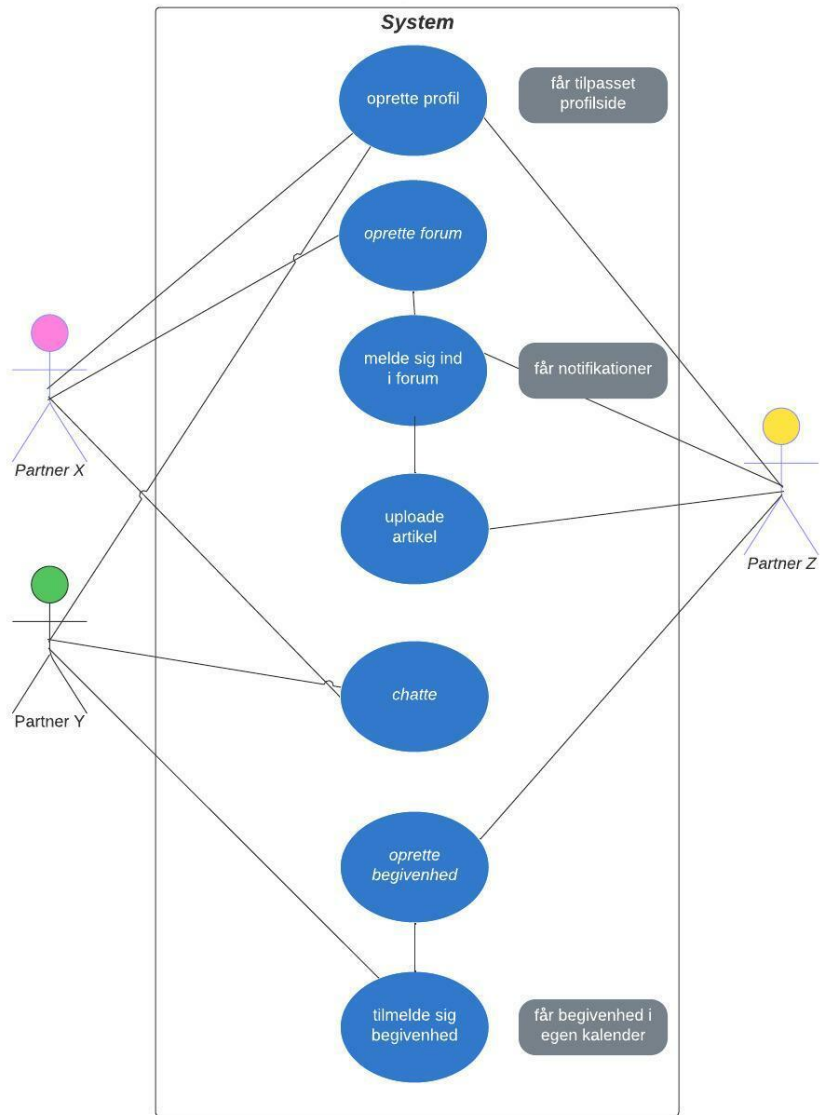 System
oprette profil
får tilpasset
profilside
oprette forum
melde sig ind
i forum
får notifikationer
Partner X
Partner Z
uploade
artikel
Partner Y
chatte
oprette
begivenhed
tilmelde sig
begivenhed
får begivenhed i
egen kalender